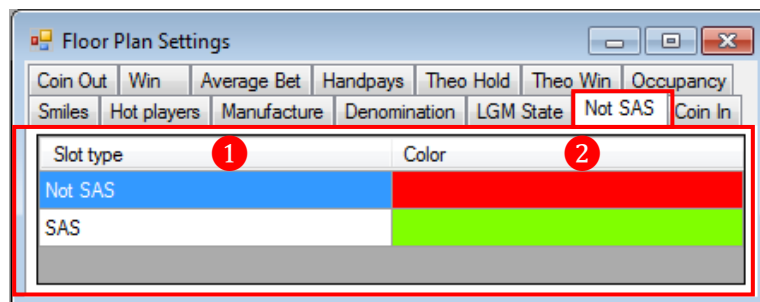 Floor Plan Settings
Coin Out Win Average Bet Handpays Theo Hold Theo Win Occupancy
Smiles Hot players Manufacture Denomination LGM State Not SAS Coin In
Slot type 1 Color 2
Not SAS
SAS